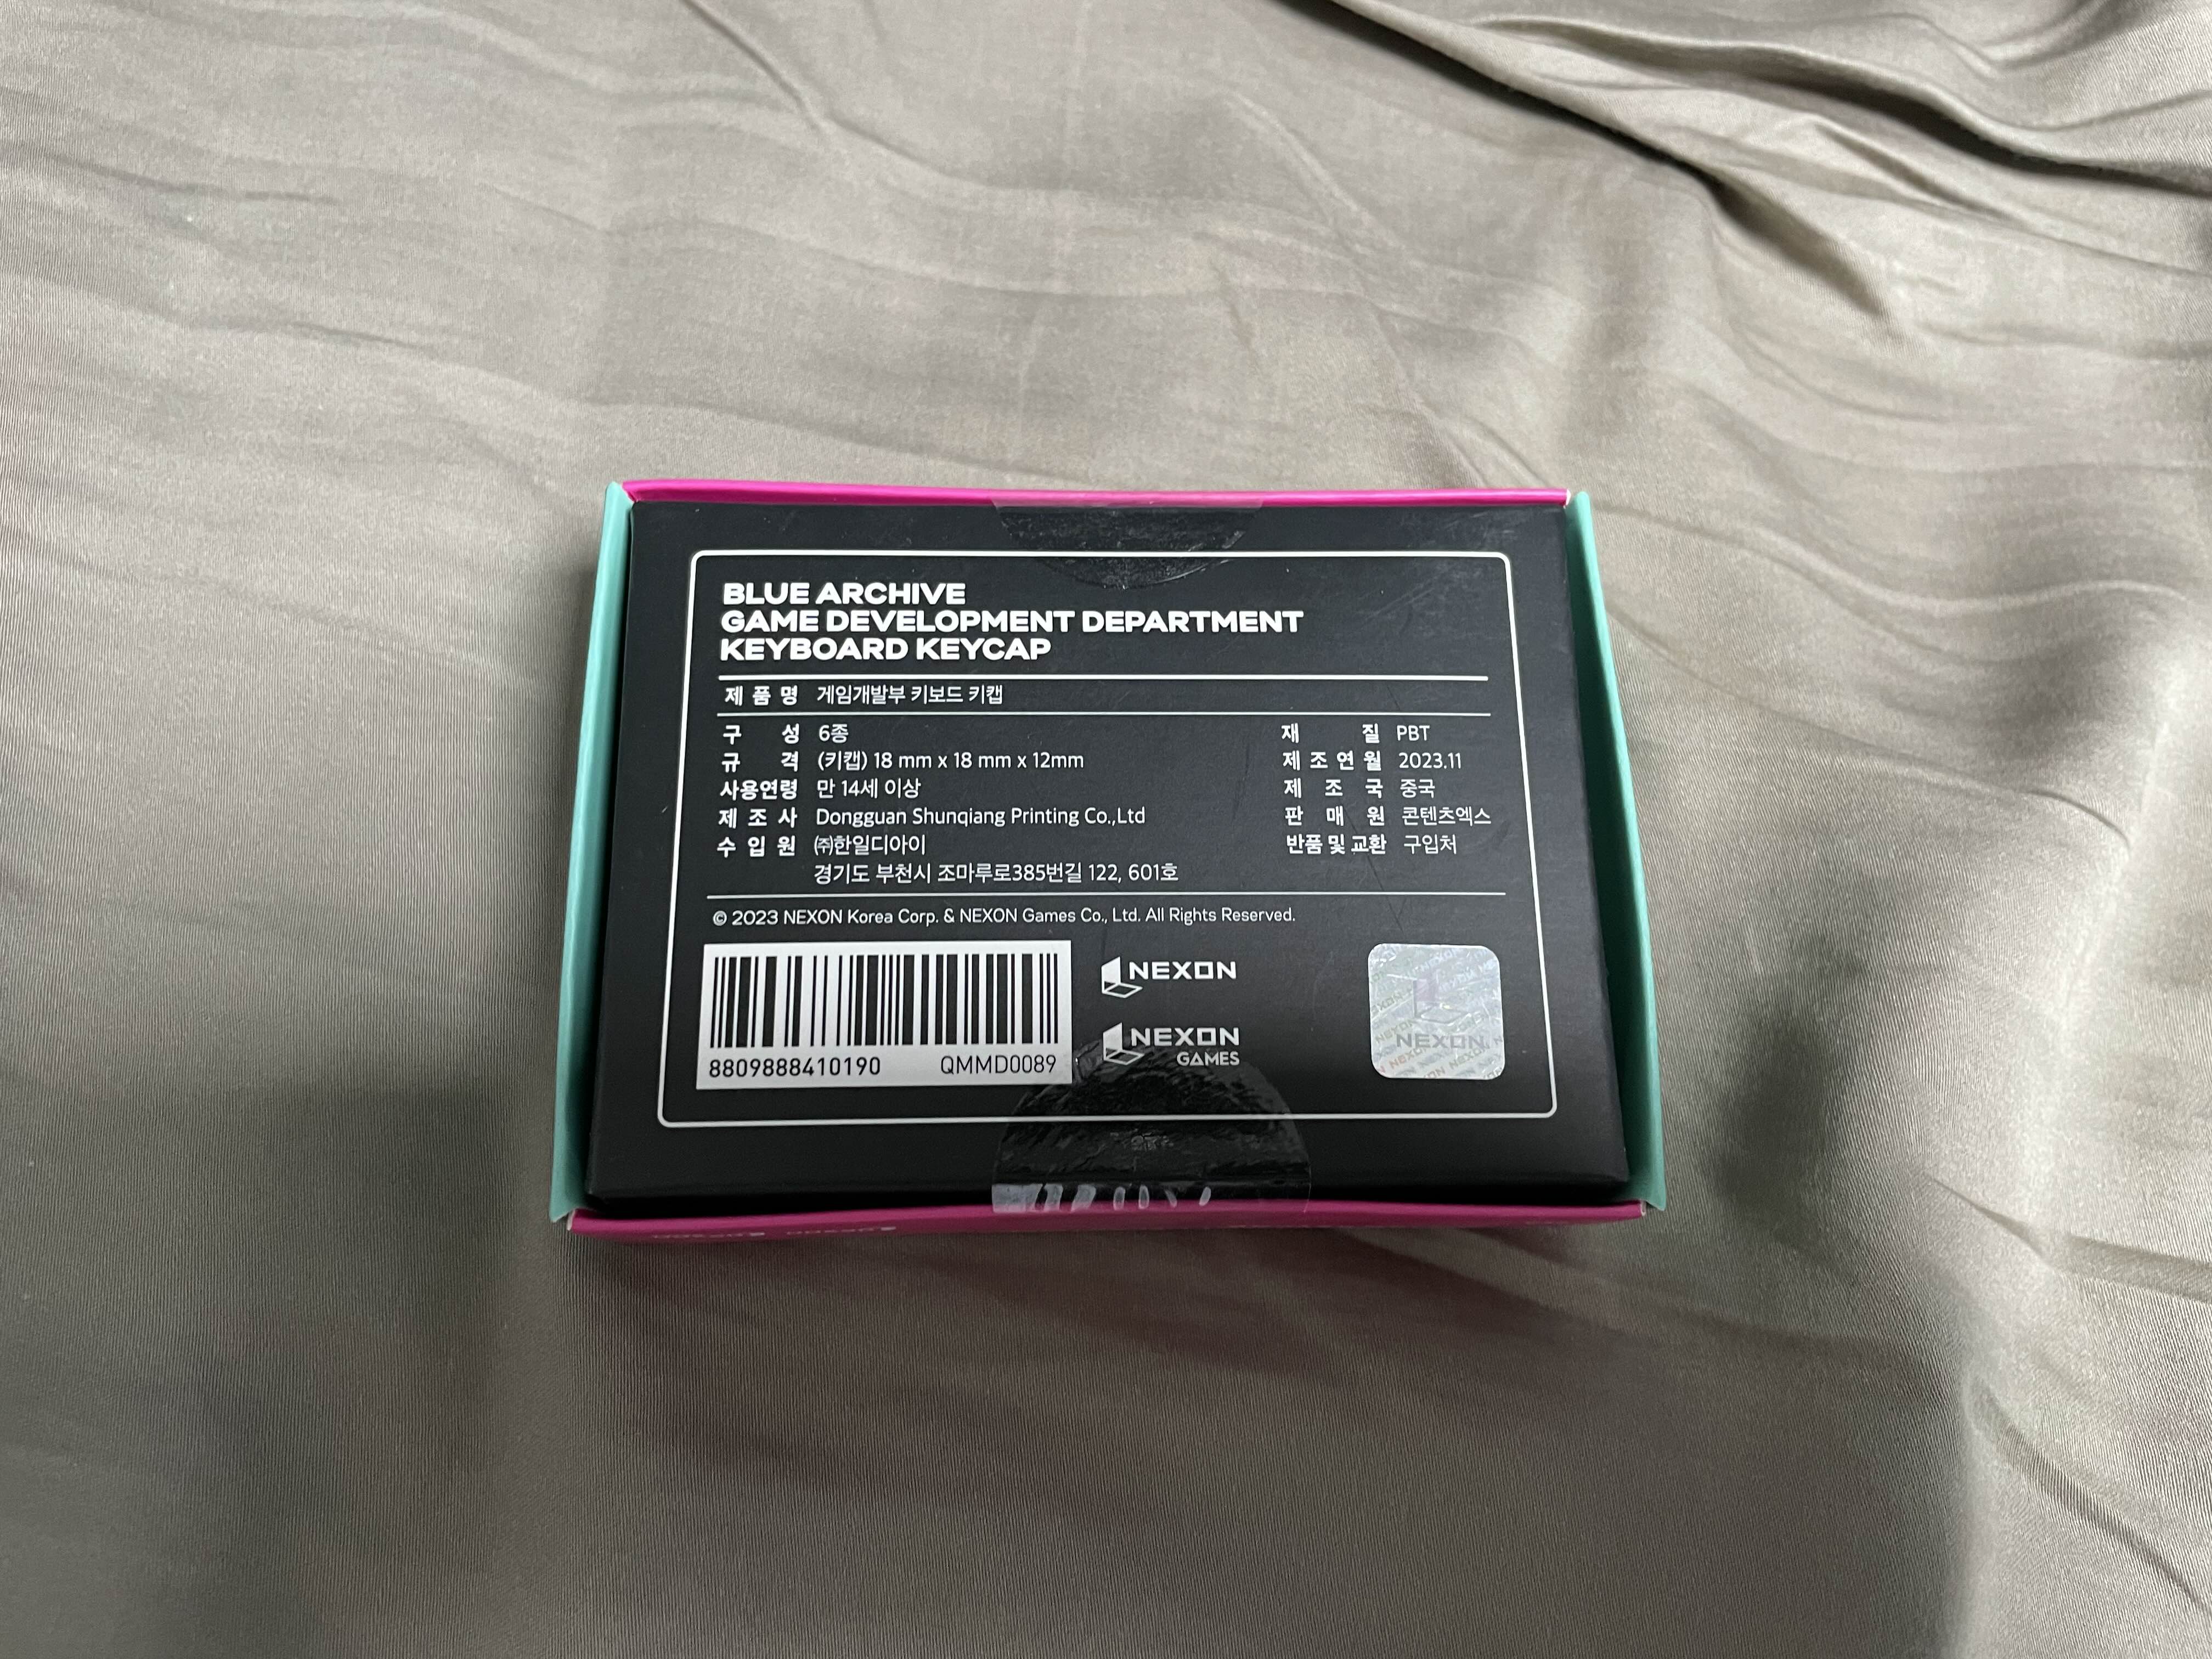 BLUE ARCHIVE
GAME DEVELOPMENT DEPARTMENT
KEYBOARD KEYCAP
제 품 명 게임개발부 키보드 키캡
구 성 6종
규 격 (키캡) 18 mm x 18 mm x 12mm
사용연령 만 14세 이상
제 조 사 Dongguan Shunqiang Printing Co.,Ltd
수 입 원 ㈜한일디아이
경기도 부천시 조마루로385번길 122, 601호
재 질 PBT
제 조 연 월 2023.11
제 조 국 중국
판 매 원 콘텐츠엑스
반품 및 교환 구입처
© 2023 NEXON Korea Corp. & NEXON Games Co., Ltd. All Rights Reserved.
8809888410190 QMMD0089
NEXON
NEXON
GAMES
NEXON